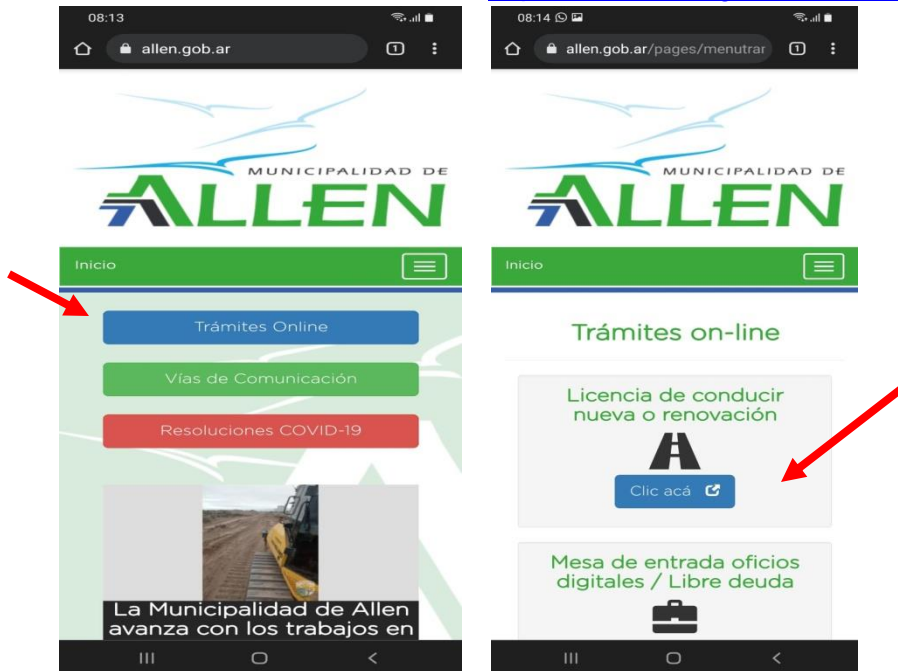 08:13
allen.gob.ar
1
MUNICIPALIDAD DE
ALLEN
Inicio
Trámites Online
Vías de Comunicación
Resoluciones COVID-19
La Municipalidad de Allen
avanza con los trabajos en
08:14
allen.gob.ar/pages/menutrar
1
MUNICIPALIDAD DE
ALLEN
Inicio
Trámites on-line
Licencia de conducir
nueva o renovación
Clic acá
Mesa de entrada oficios
digitales / Libre deuda